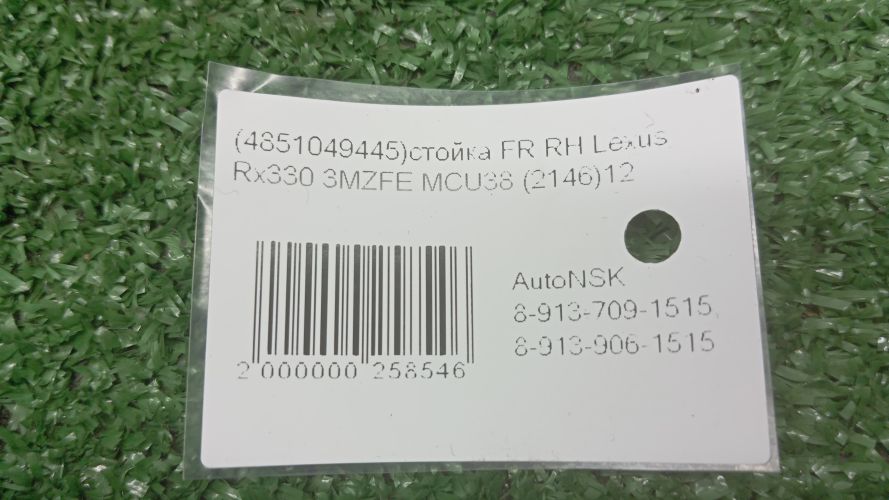 (4851049445)стойка FR RH Lexus
Rx330 3MZFE MCU38 (2146)12
AutoNSK
8-913-709-1515,
8-913-906-1515
2 000000 258546